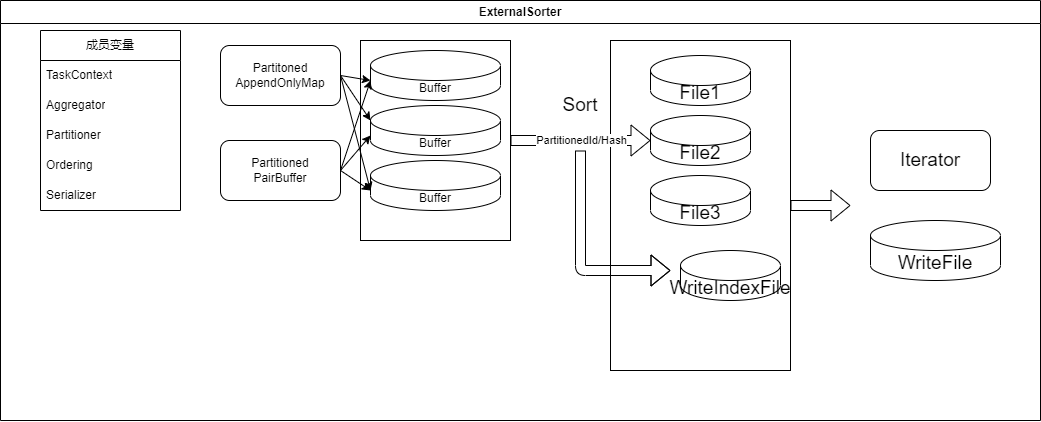 ExternalSorter
成员变量
TaskContext
Aggregator
Partitioner
Ordering
Serializer
Partitoned
AppendOnlyMap
Partitioned
PairBuffer
Buffer
Buffer
Buffer
Sort
PartitionedId/Hash
File1
File2
File3
WriteIndexFile
Iterator
WriteFile